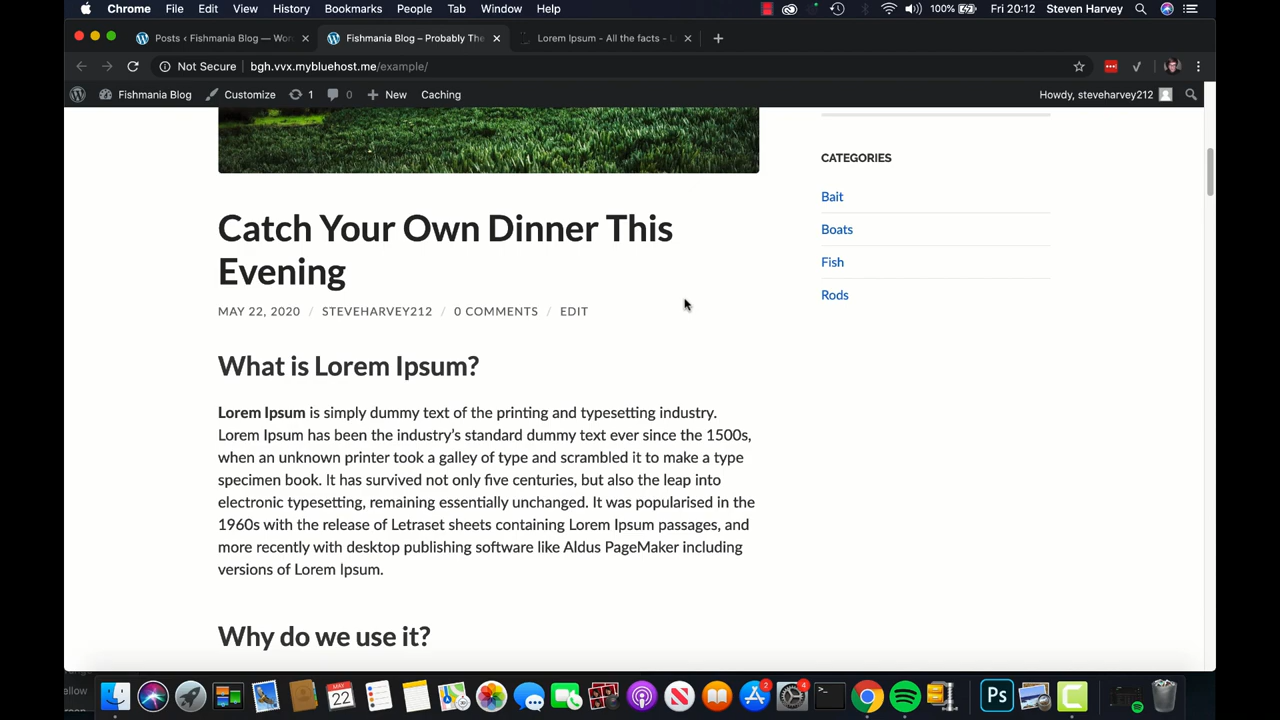 Chrome File Edit View History Bookmarks People Tab Window Help 100% Fri 20:12 Steven Harvey
Posts ‹ Fishmania Blog — Wor
Fishmania Blog – Probably The
Lorem Ipsum - All the facts - L
Not Secure bgh.vvx.mybluehost.me/example/
Fishmania Blog Customize 1 0 New Caching Howdy, steveharvey212
CATEGORIES
Bait
Boats
Fish
Rods
Catch Your Own Dinner This
Evening
MAY 22, 2020 / STEVEHARVEY212 / 0 COMMENTS / EDIT
What is Lorem Ipsum?
Lorem Ipsum is simply dummy text of the printing and typesetting industry.
Lorem Ipsum has been the industry’s standard dummy text ever since the 1500s,
when an unknown printer took a galley of type and scrambled it to make a type
specimen book. It has survived not only five centuries, but also the leap into
electronic typesetting, remaining essentially unchanged. It was popularised in the
1960s with the release of Letraset sheets containing Lorem Ipsum passages, and
more recently with desktop publishing software like Aldus PageMaker including
versions of Lorem Ipsum.
Why do we use it?
ellow
MAY
22
2
4
Ps